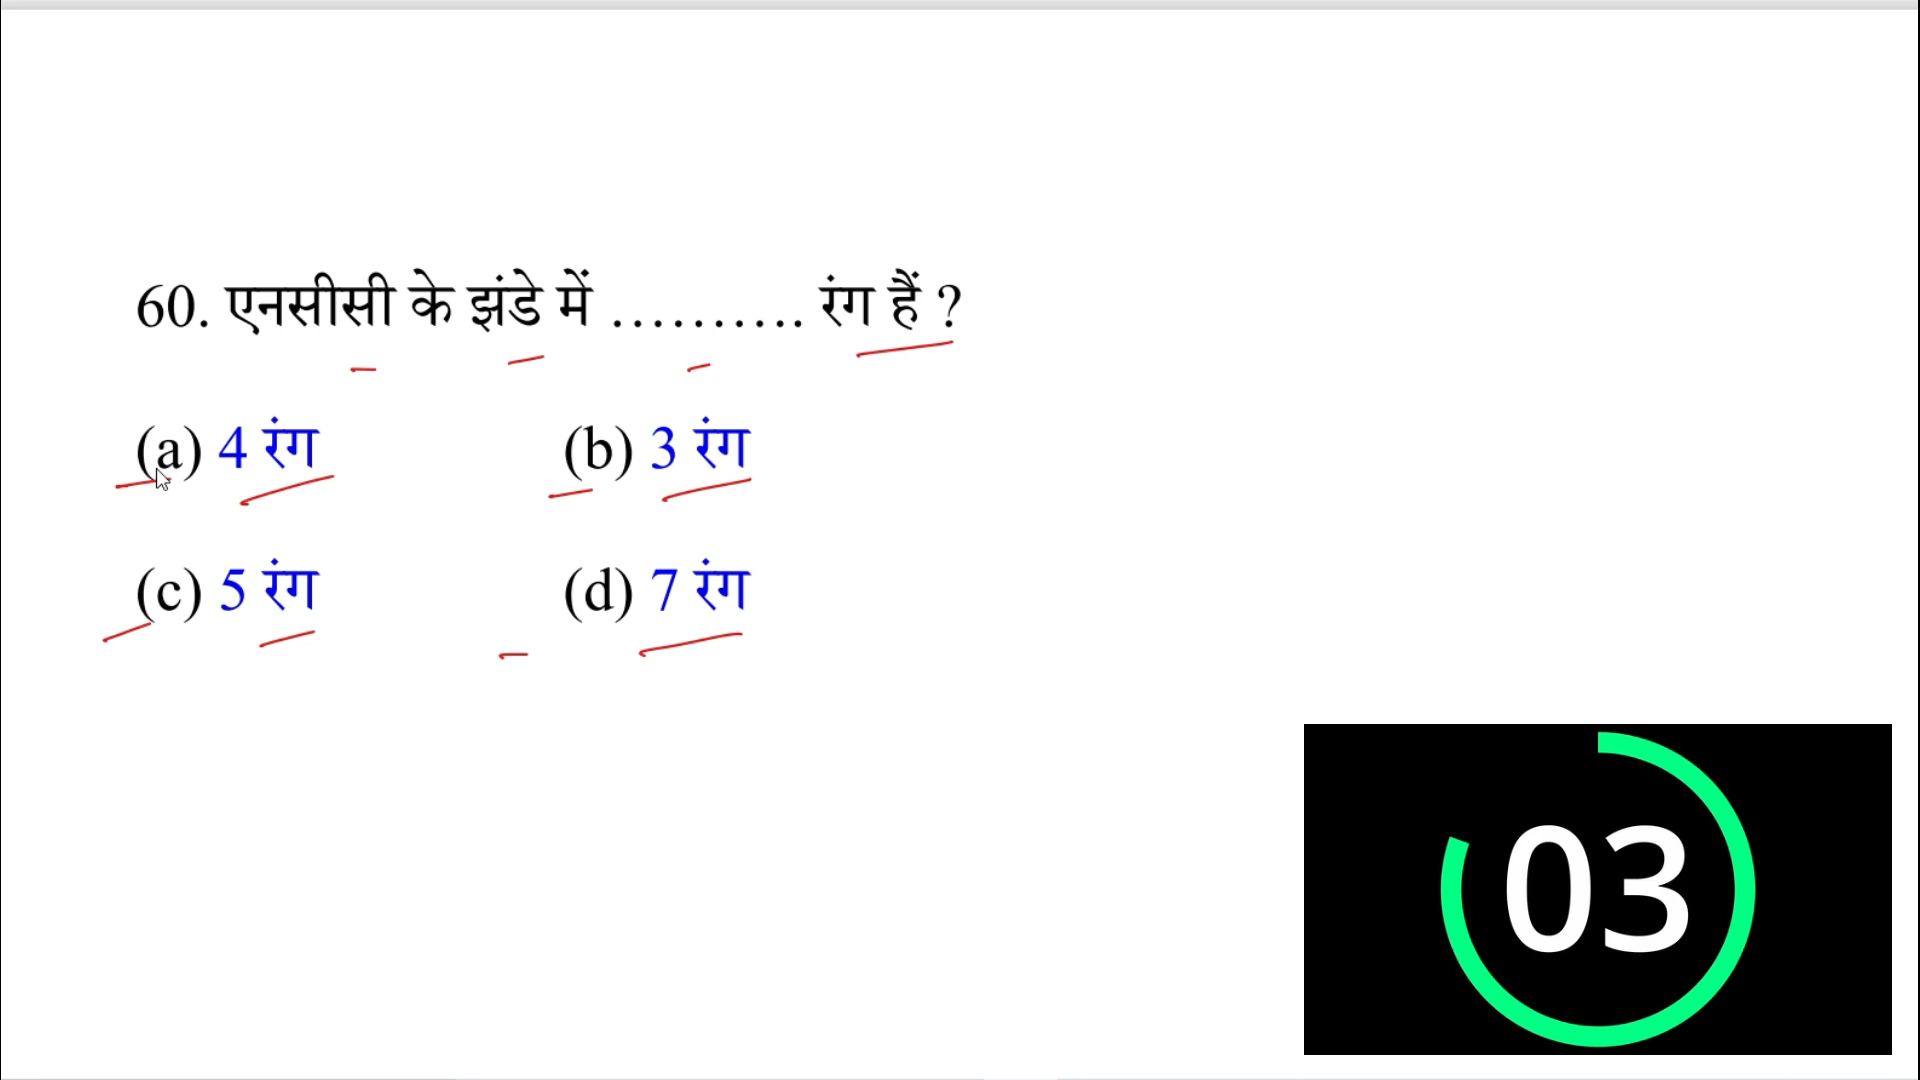 60. एनसीसी के झंडे में .......... रंग हैं ?
(a) 4 रंग (b) 3 रंग
(c) 5 रंग (d) 7 रंग
03